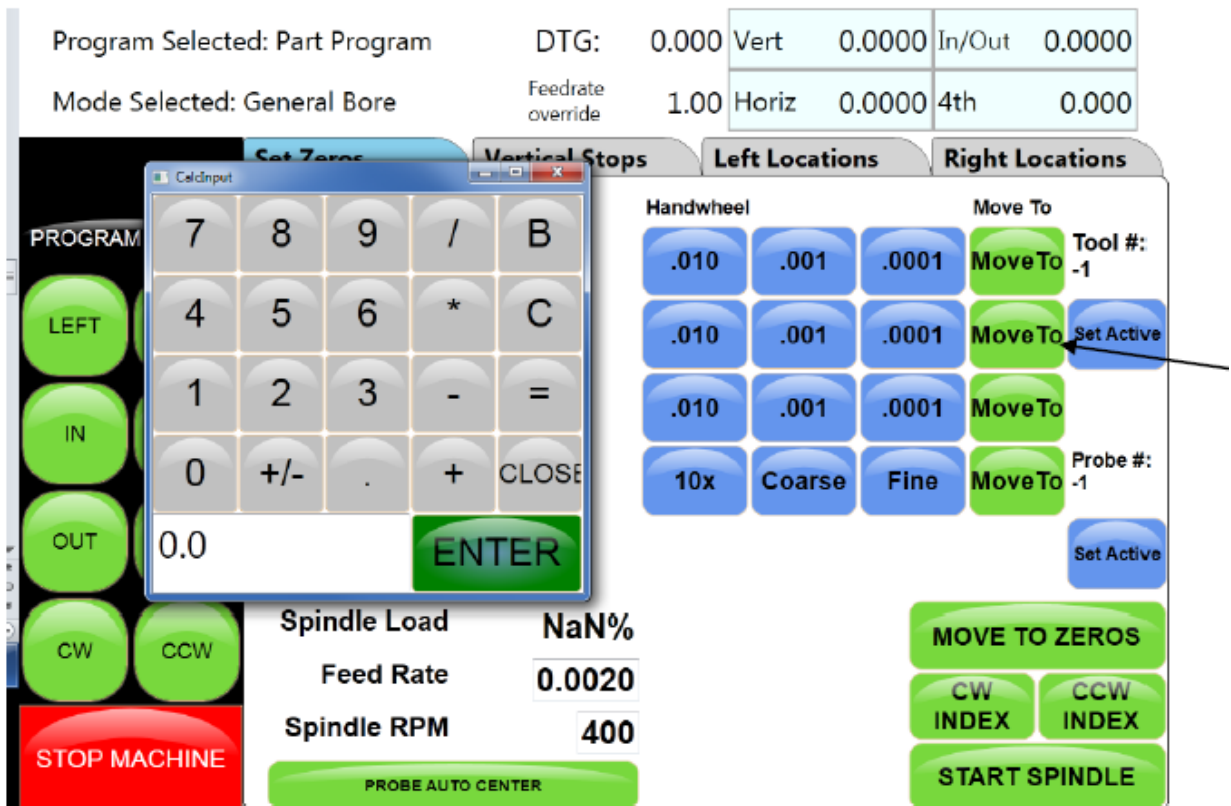 Program Selected: Part Program DTG: 0.000 Vert 0.0000 In/Out 0.0000
Mode Selected: General Bore Feedrate override 1.00 Horiz 0.0000 4th 0.000
Set Zeros Vertical Stops Left Locations Right Locations
CalcInput
7 8 9 / B
4 5 6 * C
1 2 3 - =
0 +/- . + CLOSE
0.0 ENTER
PROGRAM
LEFT
IN
OUT
CW CCW
STOP MACHINE
Handwheel Move To
.010 .001 .0001 MoveTo Tool #: -1
.010 .001 .0001 MoveTo Set Active
.010 .001 .0001 MoveTo
10x Coarse Fine MoveTo Probe #: -1
Set Active
Spindle Load NaN%
Feed Rate 0.0020
Spindle RPM 400
PROBE AUTO CENTER
MOVE TO ZEROS
CW INDEX CCW INDEX
START SPINDLE